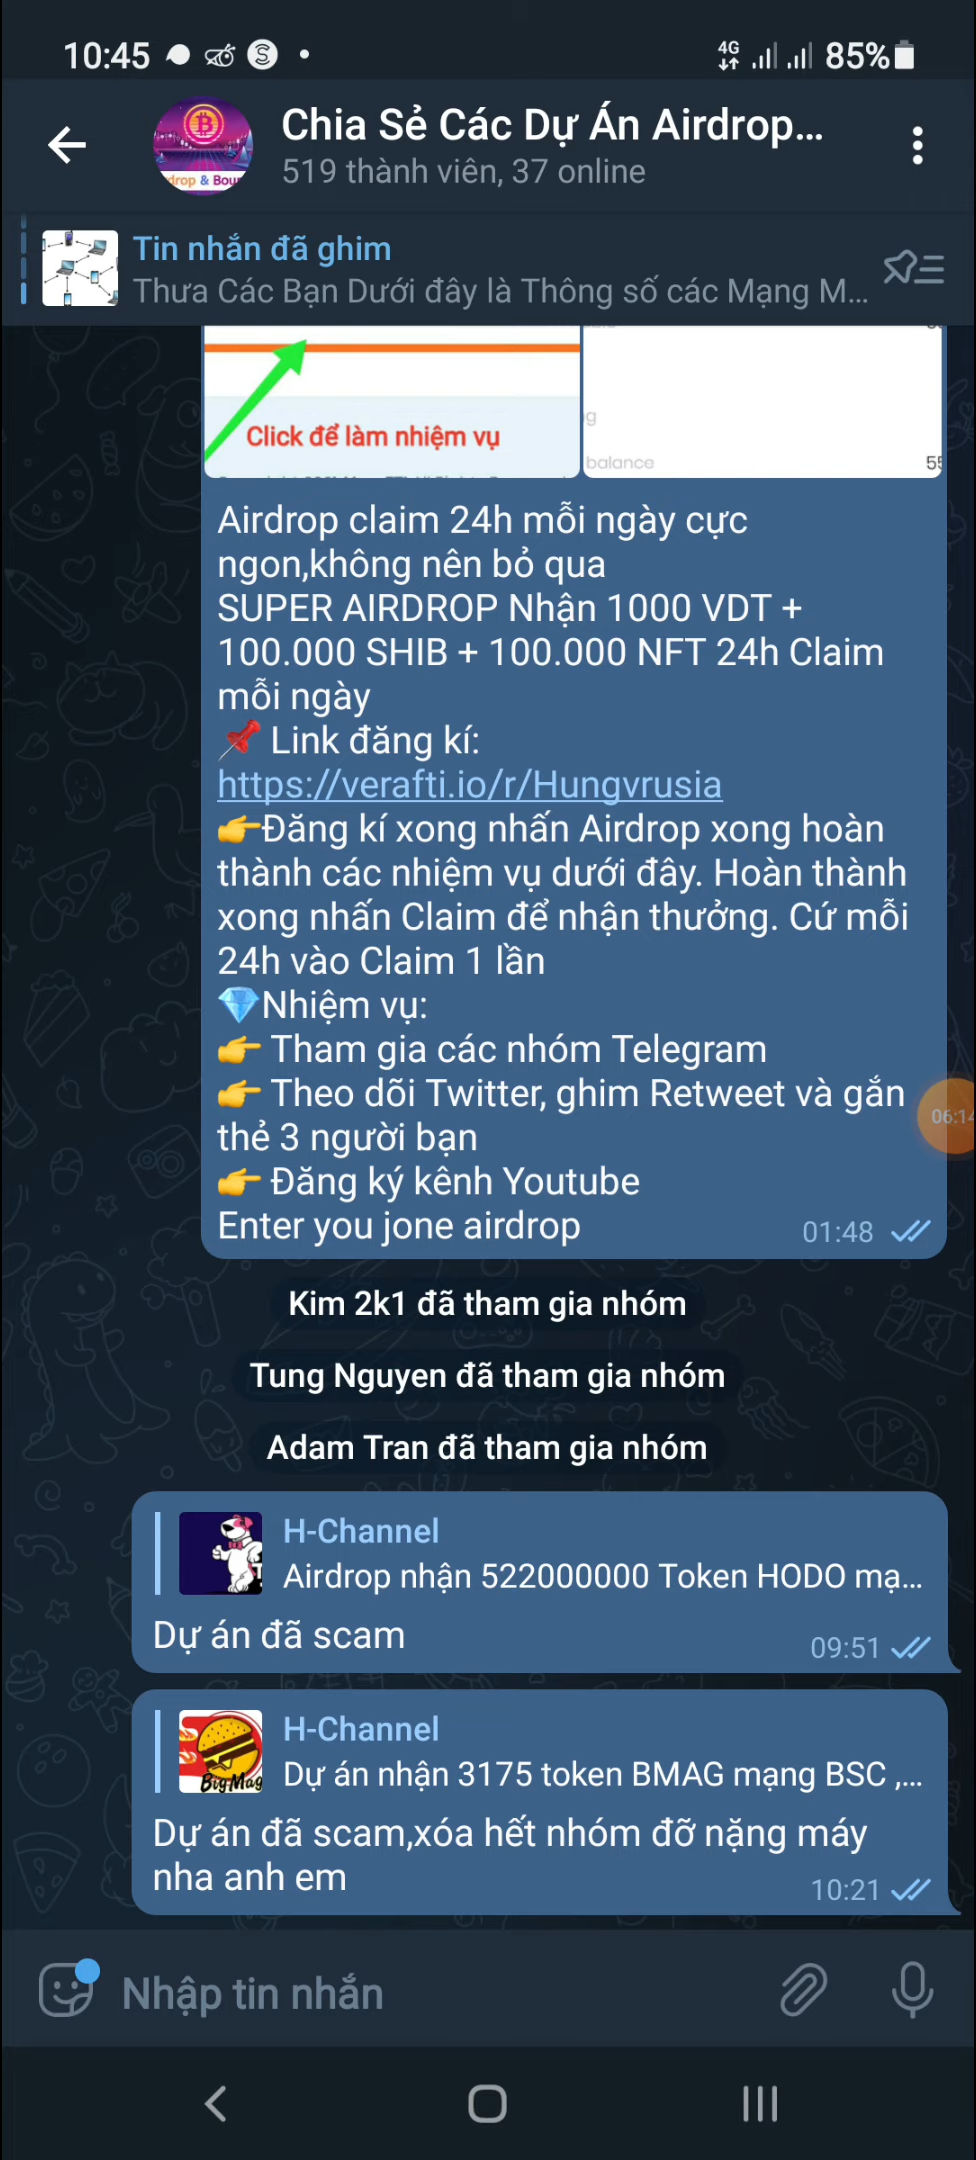 10:45
4G
85%
Chia Sẻ Các Dự Án Airdrop...
519 thành viên, 37 online
drop & Bou
Tin nhắn đã ghim
Thưa Các Bạn Dưới đây là Thông số các Mạng M...
Click để làm nhiệm vụ
balance
Airdrop claim 24h mỗi ngày cực
ngon,không nên bỏ qua
SUPER AIRDROP Nhận 1000 VDT +
100.000 SHIB + 100.000 NFT 24h Claim
mỗi ngày
📌 Link đăng kí:
https://verafti.io/r/Hungvrusia
👉Đăng kí xong nhấn Airdrop xong hoàn
thành các nhiệm vụ dưới đây. Hoàn thành
xong nhấn Claim để nhận thưởng. Cứ mỗi
24h vào Claim 1 lần
💎Nhiệm vụ:
👉 Tham gia các nhóm Telegram
👉 Theo dõi Twitter, ghim Retweet và gắn
thẻ 3 người bạn
👉 Đăng ký kênh Youtube
Enter you jone airdrop
01:48
06:14
Kim 2k1 đã tham gia nhóm
Tung Nguyen đã tham gia nhóm
Adam Tran đã tham gia nhóm
H-Channel
Airdrop nhận 522000000 Token HODO mạ...
Dự án đã scam
09:51
BigMag
H-Channel
Dự án nhận 3175 token BMAG mạng BSC ,...
Dự án đã scam,xóa hết nhóm đỡ nặng máy
nha anh em
10:21
Nhập tin nhắn